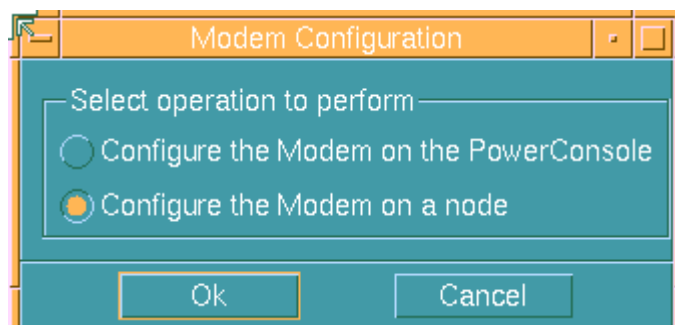 Modem Configuration
Select operation to perform
Configure the Modem on the PowerConsole
Configure the Modem on a node
Ok
Cancel